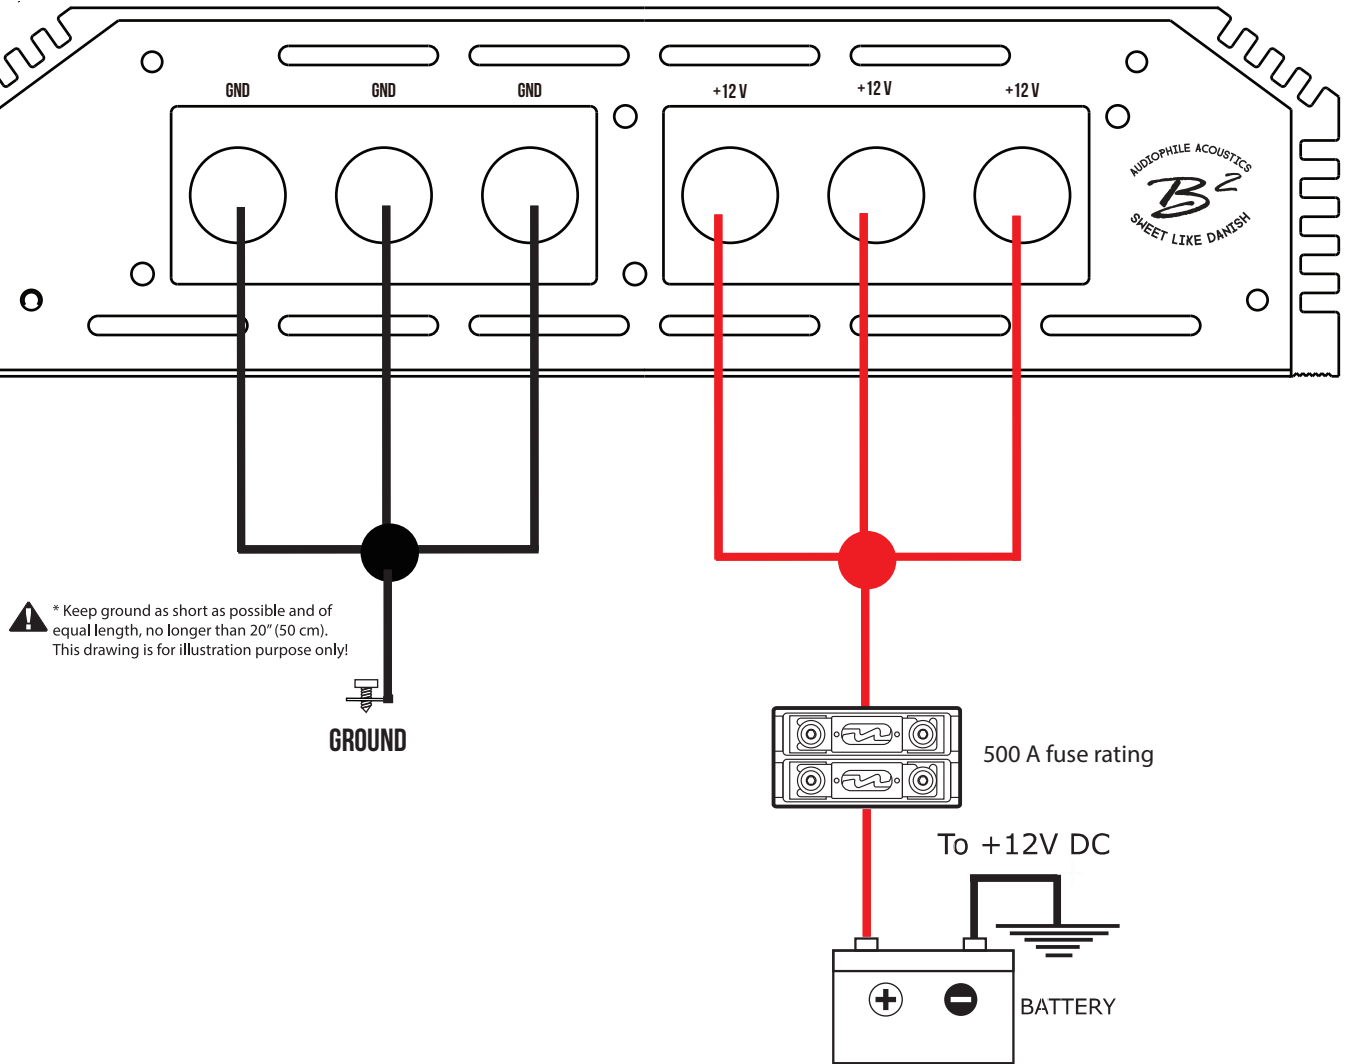 GND GND GND +12 V +12 V +12 V
AUDIOPHILE ACOUSTICS
B2
SWEET LIKE DANISH
* Keep ground as short as possible and of
equal length, no longer than 20" (50 cm).
This drawing is for illustration purpose only!
GROUND
500 A fuse rating
To +12V DC
BATTERY